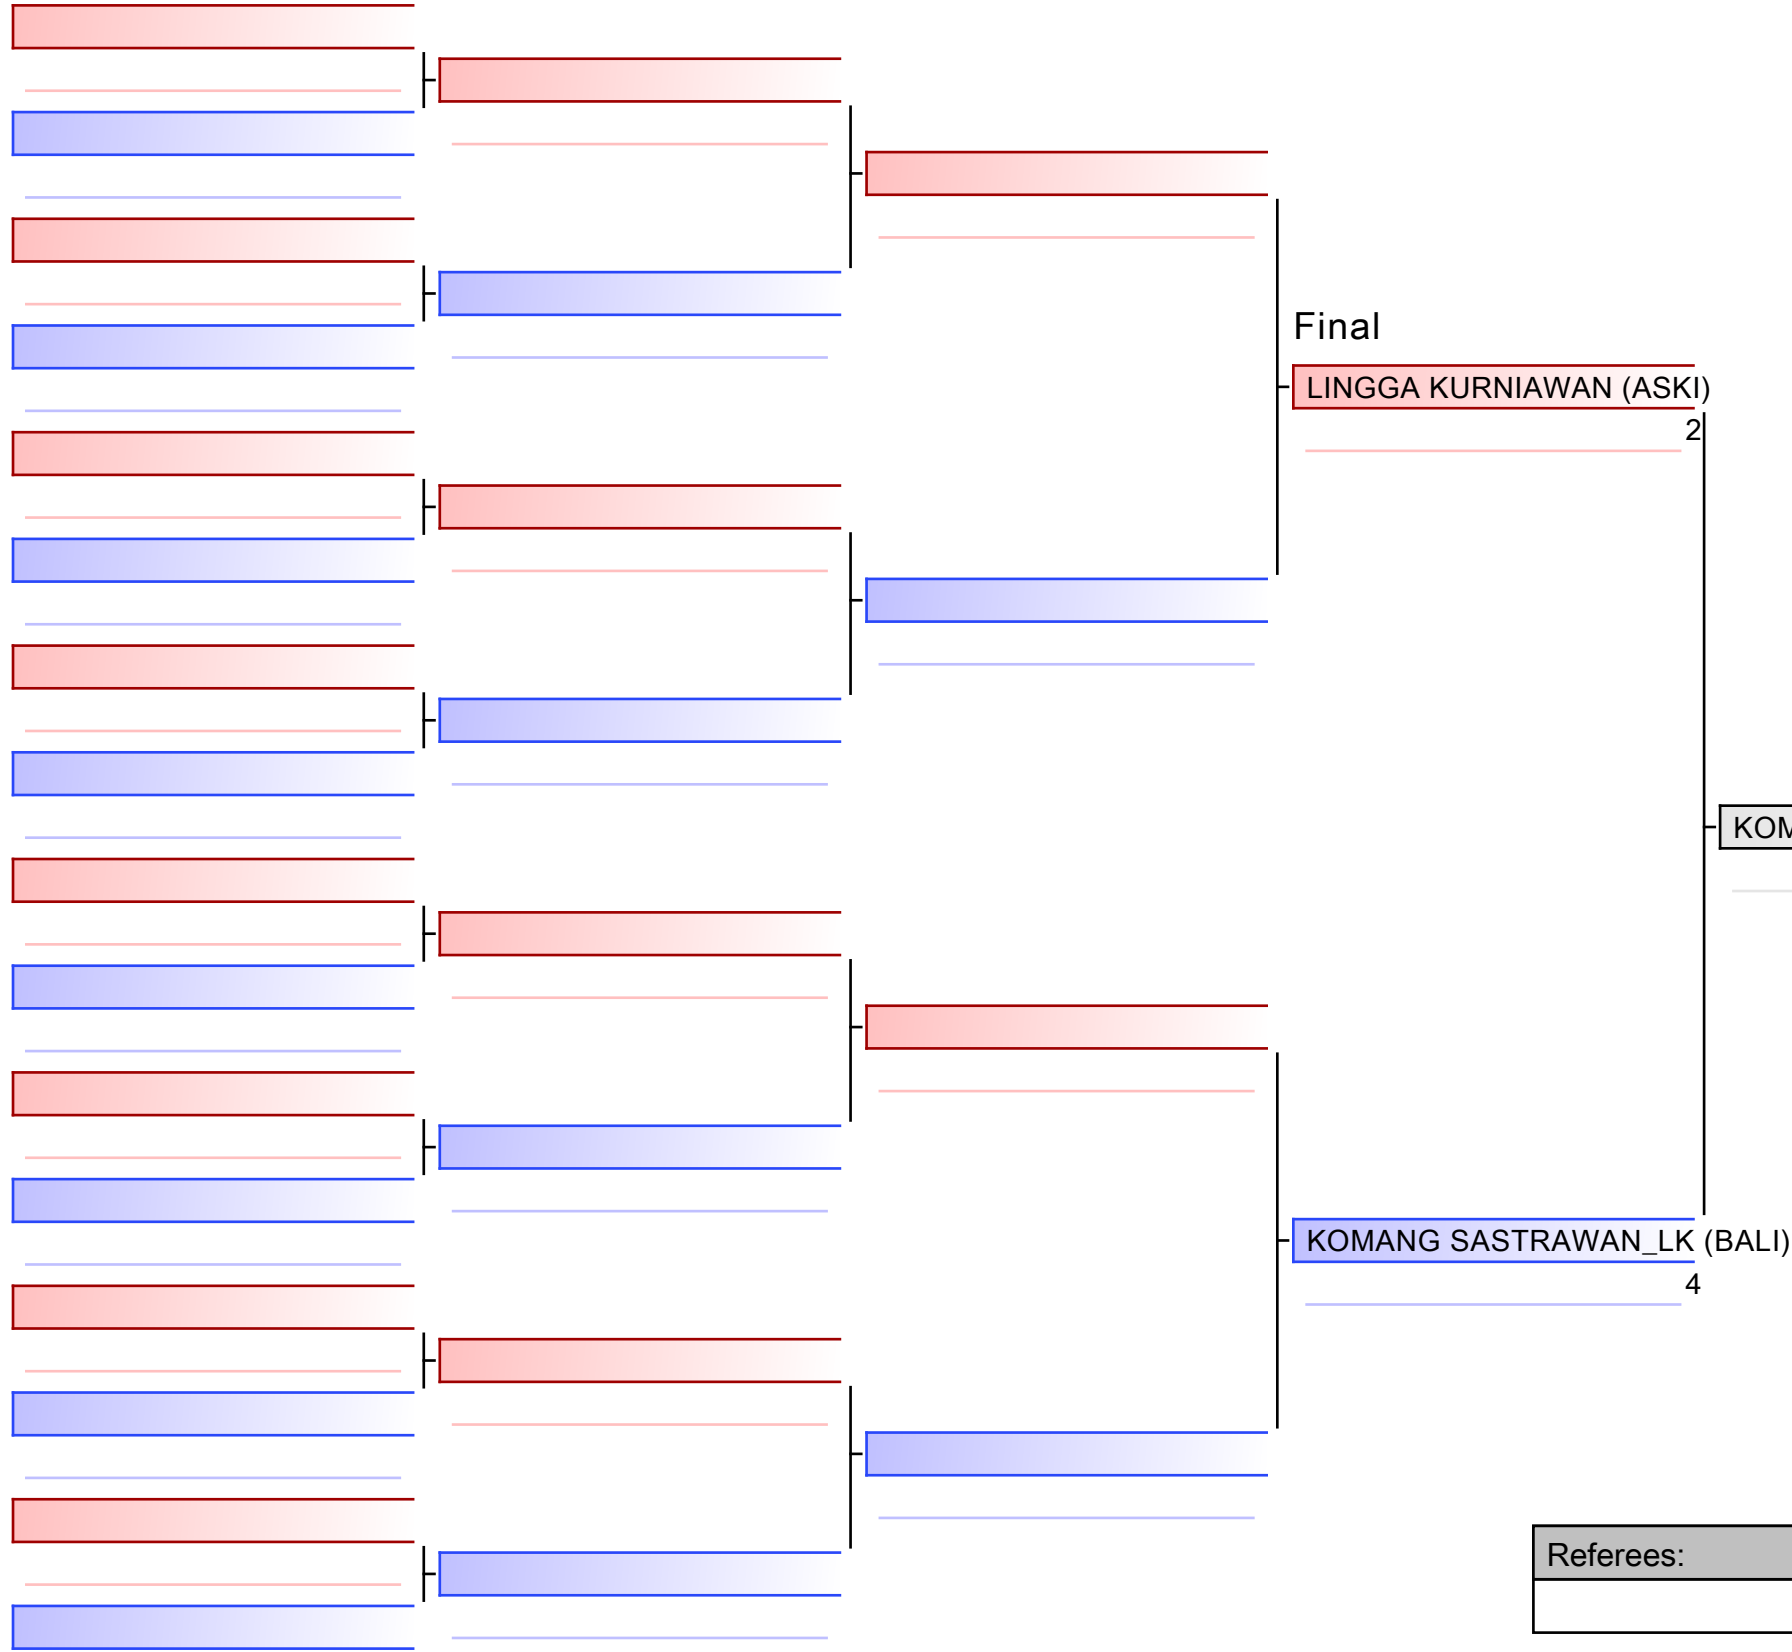 Final
LINGGA KURNIAWAN (ASKI)
2
KOM
KOMANG SASTRAWAN_LK (BALI)
4
Referees: